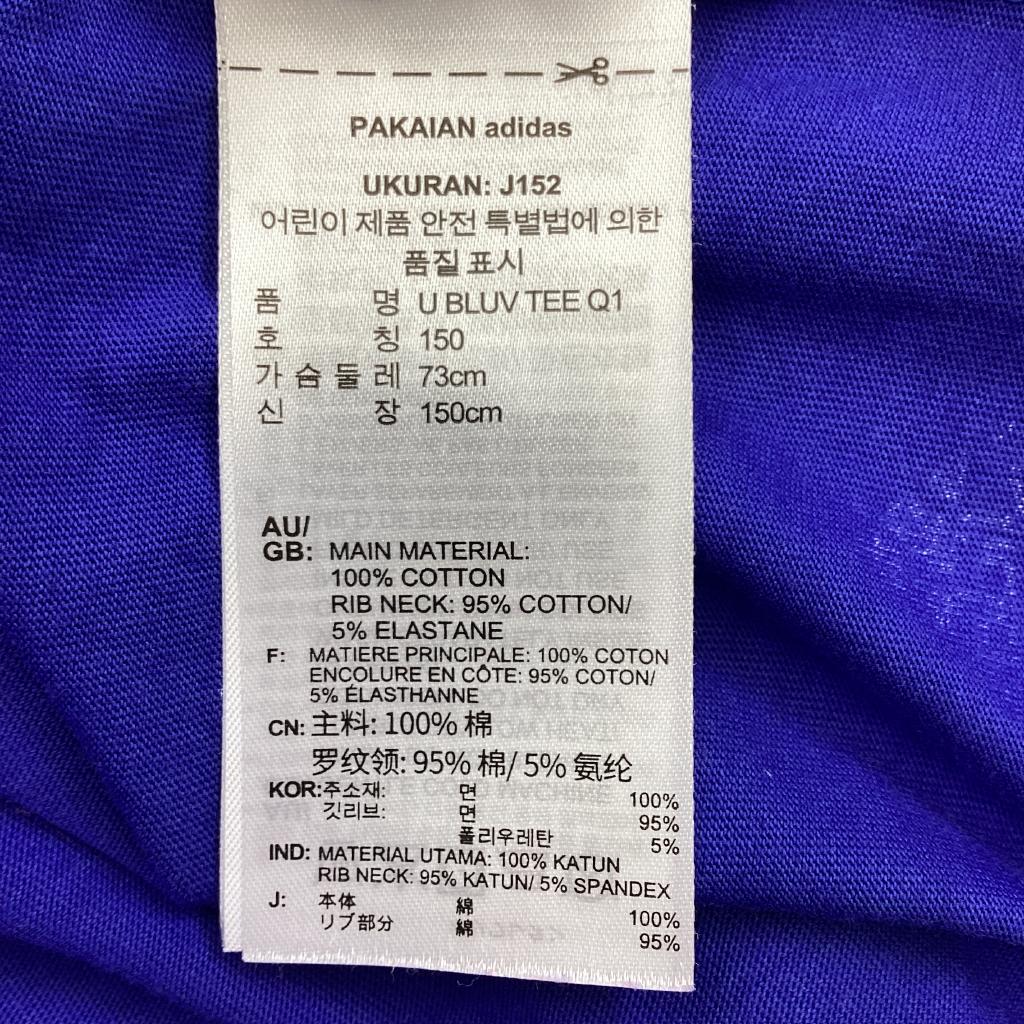 PAKAIAN adidas
UKURAN: J152
어린이 제품 안전 특별법에 의한
품질 표시
품 명 U BLUV TEE Q1
호 칭 150
가 슴 둘 레 73cm
신 장 150cm
AU/
GB: MAIN MATERIAL:
100% COTTON
RIB NECK: 95% COTTON/
5% ELASTANE
F: MATIERE PRINCIPALE: 100% COTON
ENCOLURE EN CÔTE: 95% COTON/
5% ÉLASTHANNE
CN: 主料: 100% 棉
罗纹领: 95% 棉/ 5% 氨纶
KOR: 주소재: 면 100%
깃리브: 면 95%
폴리우레탄 5%
IND: MATERIAL UTAMA: 100% KATUN
RIB NECK: 95% KATUN/ 5% SPANDEX
J: 本体 綿 100%
リブ部分 綿 95%